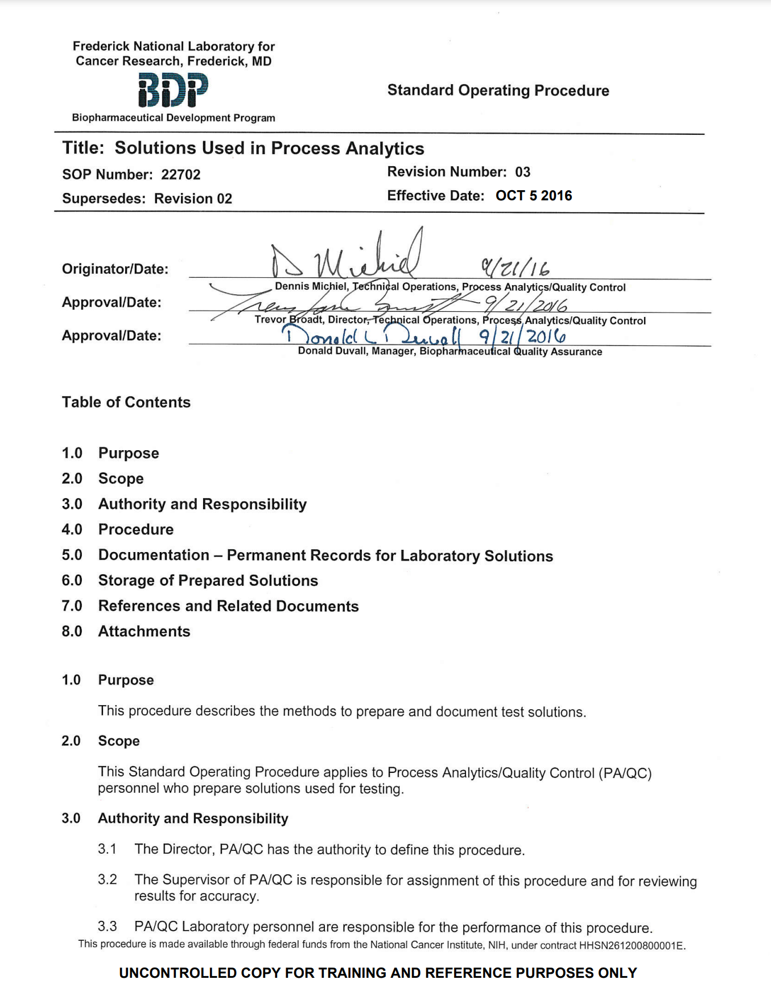 Frederick National Laboratory for
Cancer Research, Frederick, MD
BDP
Biopharmaceutical Development Program
Standard Operating Procedure
Title: Solutions Used in Process Analytics
SOP Number: 22702
Revision Number: 03
Supersedes: Revision 02
Effective Date: OCT 5 2016
Originator/Date: D Michiel 9/21/16
Dennis Michiel, Technical Operations, Process Analytics/Quality Control
Approval/Date: 9/21/2016
Trevor Broadt, Director, Technical Operations, Process Analytics/Quality Control
Approval/Date: Donald L Duvall 9/21/2016
Donald Duvall, Manager, Biopharmaceutical Quality Assurance
Table of Contents
1.0 Purpose
2.0 Scope
3.0 Authority and Responsibility
4.0 Procedure
5.0 Documentation – Permanent Records for Laboratory Solutions
6.0 Storage of Prepared Solutions
7.0 References and Related Documents
8.0 Attachments
1.0 Purpose
This procedure describes the methods to prepare and document test solutions.
2.0 Scope
This Standard Operating Procedure applies to Process Analytics/Quality Control (PA/QC)
personnel who prepare solutions used for testing.
3.0 Authority and Responsibility
3.1 The Director, PA/QC has the authority to define this procedure.
3.2 The Supervisor of PA/QC is responsible for assignment of this procedure and for reviewing
results for accuracy.
3.3 PA/QC Laboratory personnel are responsible for the performance of this procedure.
This procedure is made available through federal funds from the National Cancer Institute, NIH, under contract HHSN261200800001E.
UNCONTROLLED COPY FOR TRAINING AND REFERENCE PURPOSES ONLY